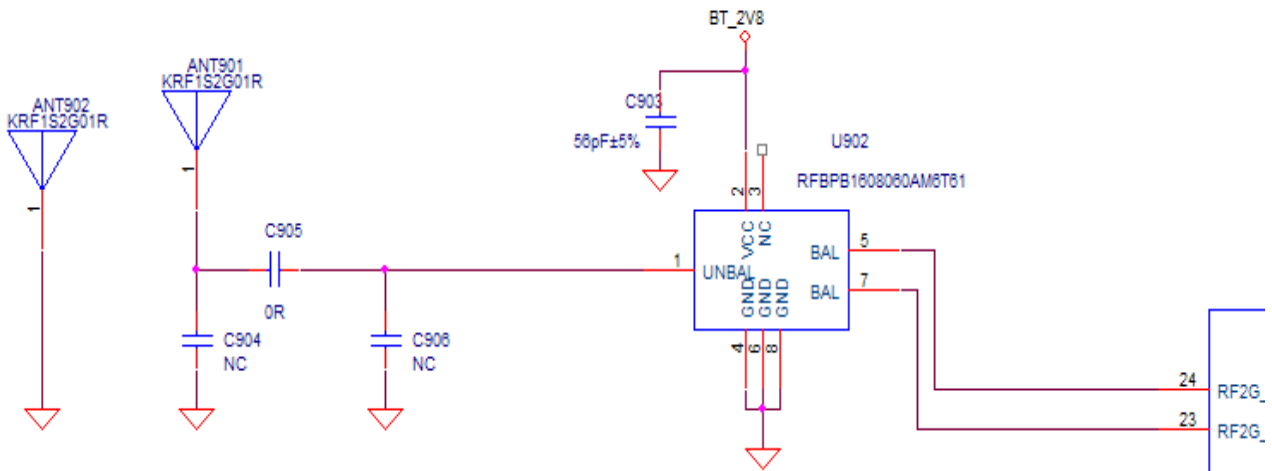 BT_2V8
ANT901
KRF1S2G01R
ANT902
KRF1S2G01R
C903
56pF±5%
U902
RFBPB1608060AM6T61
1
1
2
3
VCC
NC
C905
0R
1
UNBAL
BAL
5
BAL
7
GND
GND
GND
4
6
8
C904
NC
C906
NC
24
RF2G_
23
RF2G_